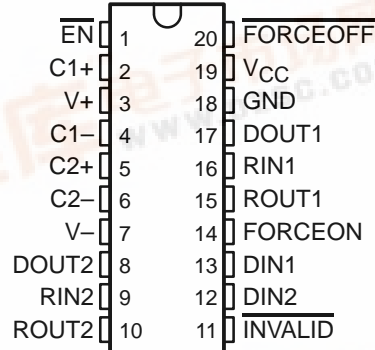 EN 1 20 FORCEOFF
C1+ 2 19 VCC
V+ 3 18 GND
C1– 4 17 DOUT1
C2+ 5 16 RIN1
C2– 6 15 ROUT1
V– 7 14 FORCEON
DOUT2 8 13 DIN1
RIN2 9 12 DIN2
ROUT2 10 11 INVALID